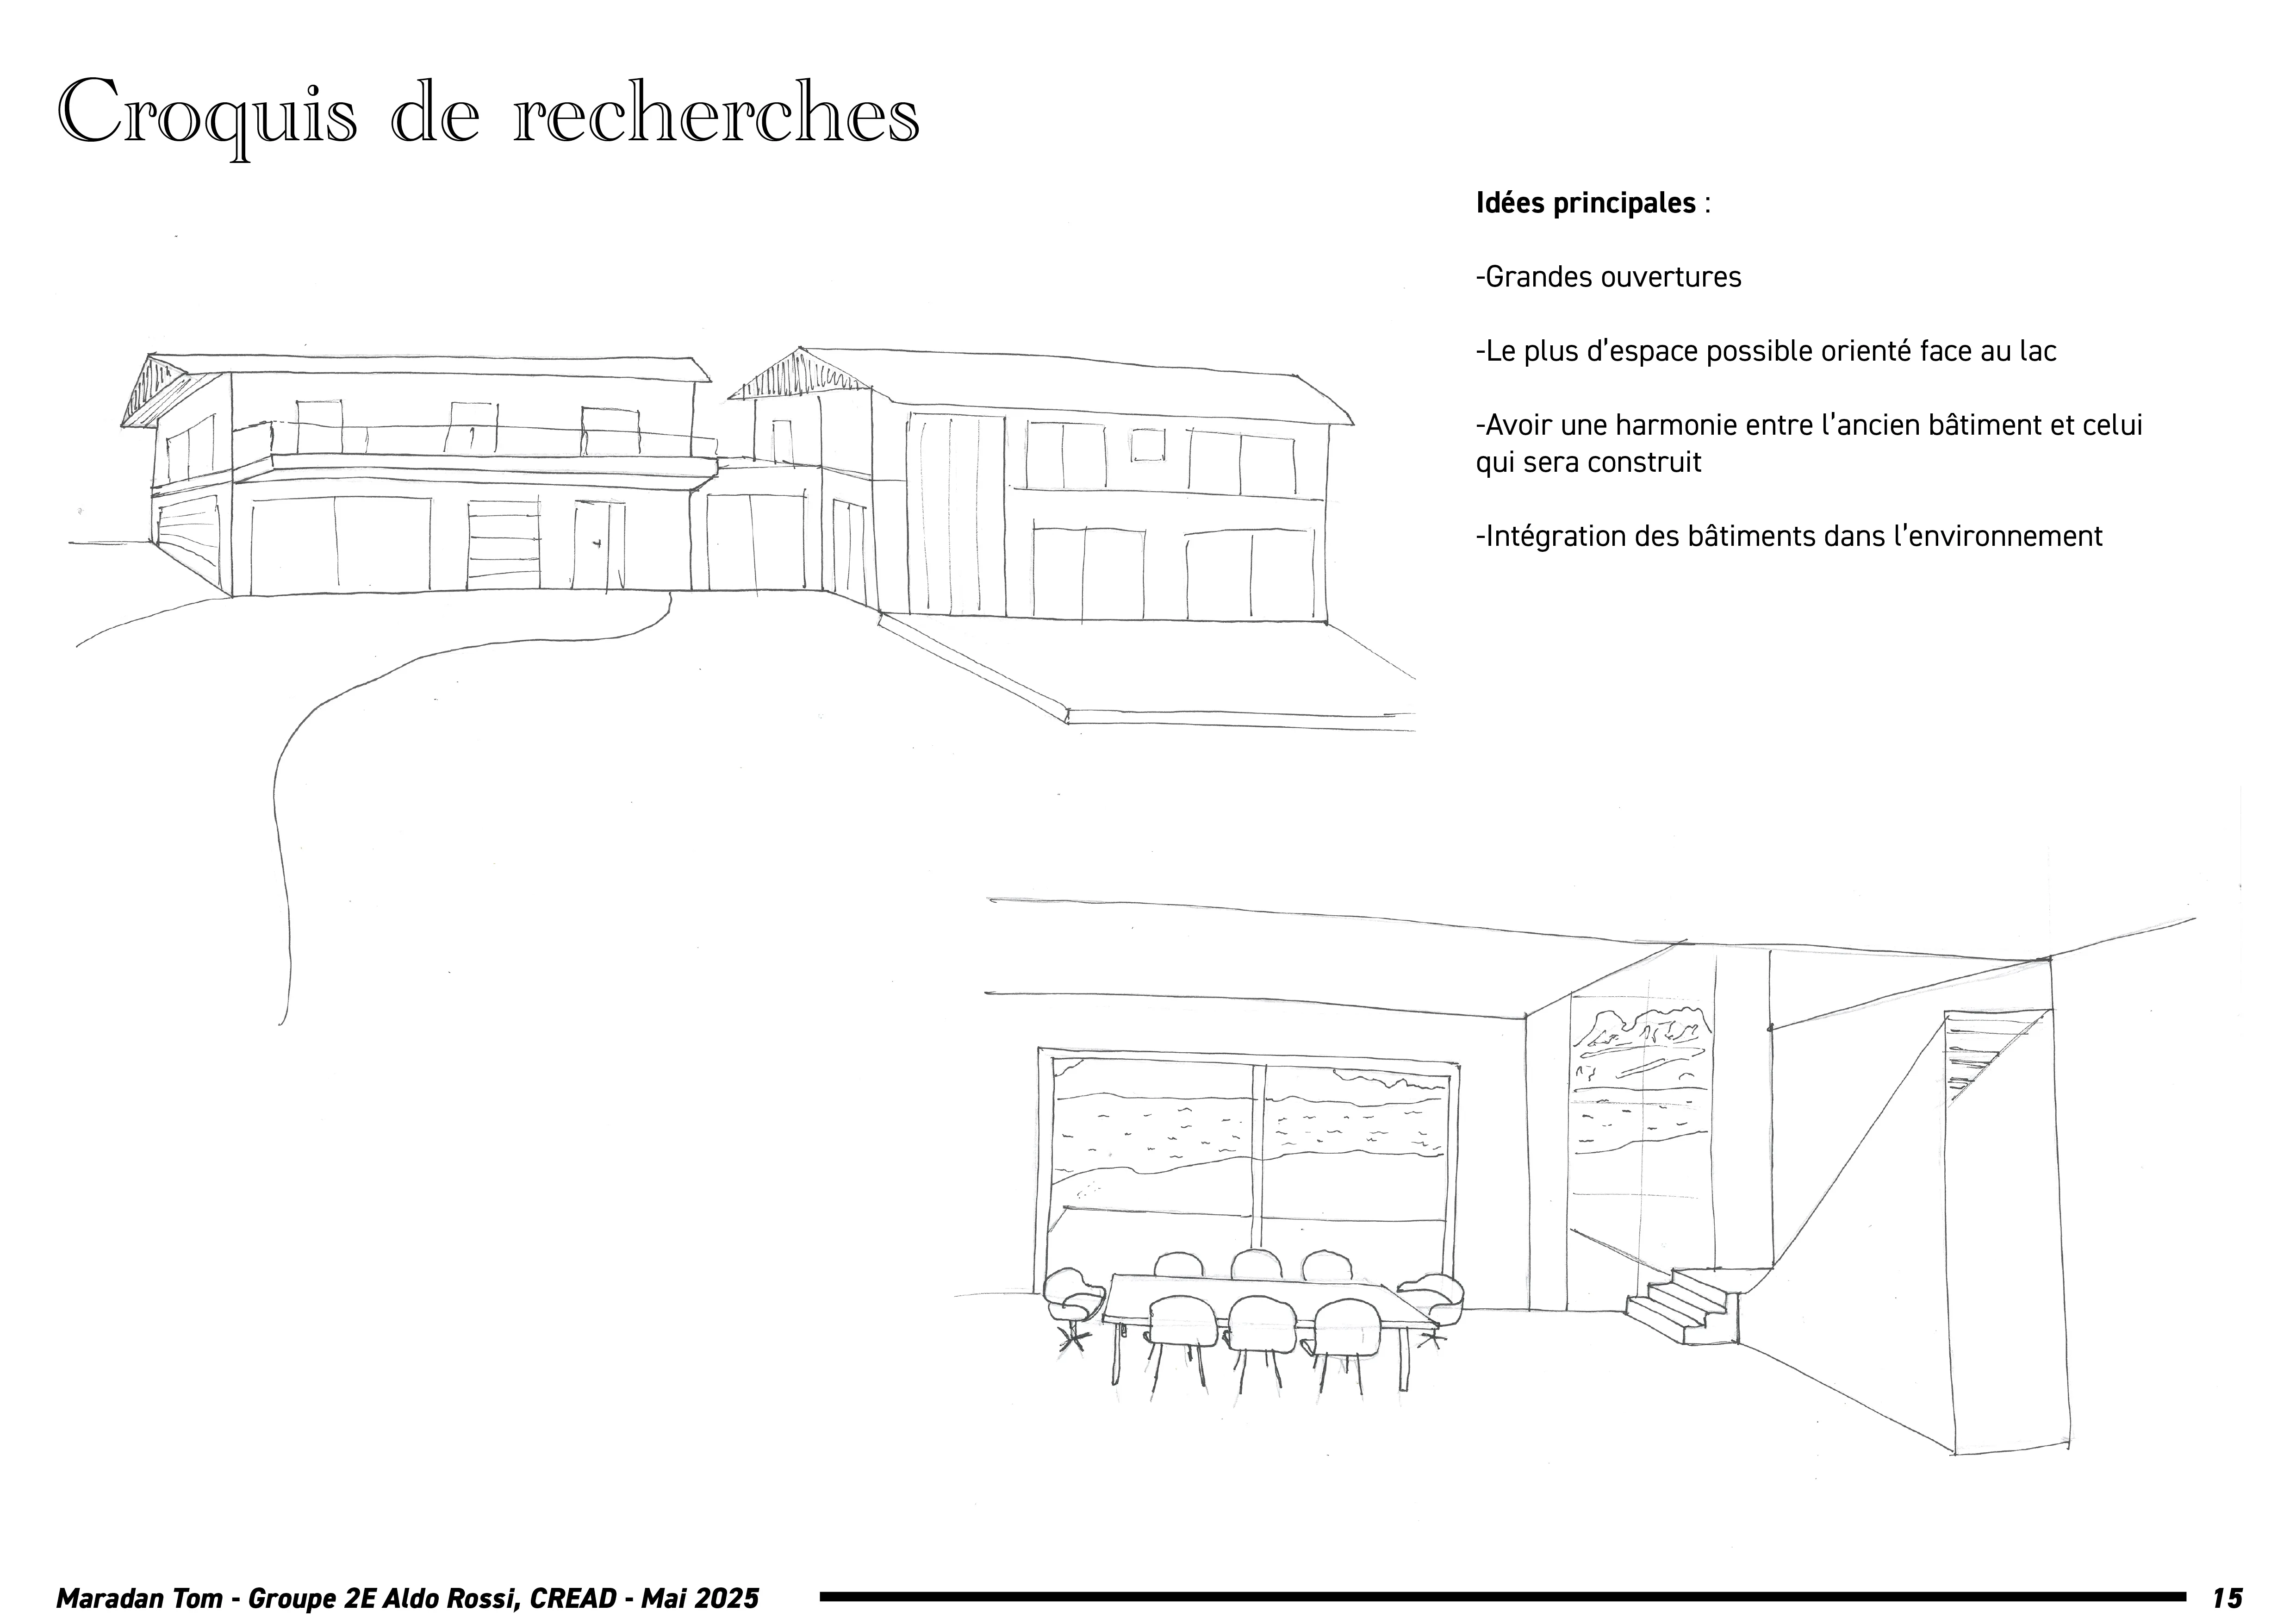 Croquis de recherches
Idées principales :
-Grandes ouvertures
-Le plus d'espace possible orienté face au lac
-Avoir une harmonie entre l'ancien bâtiment et celui
qui sera construit
-Intégration des bâtiments dans l'environnement
Maradan Tom - Groupe 2E Aldo Rossi, CREAD - Mai 2025
15